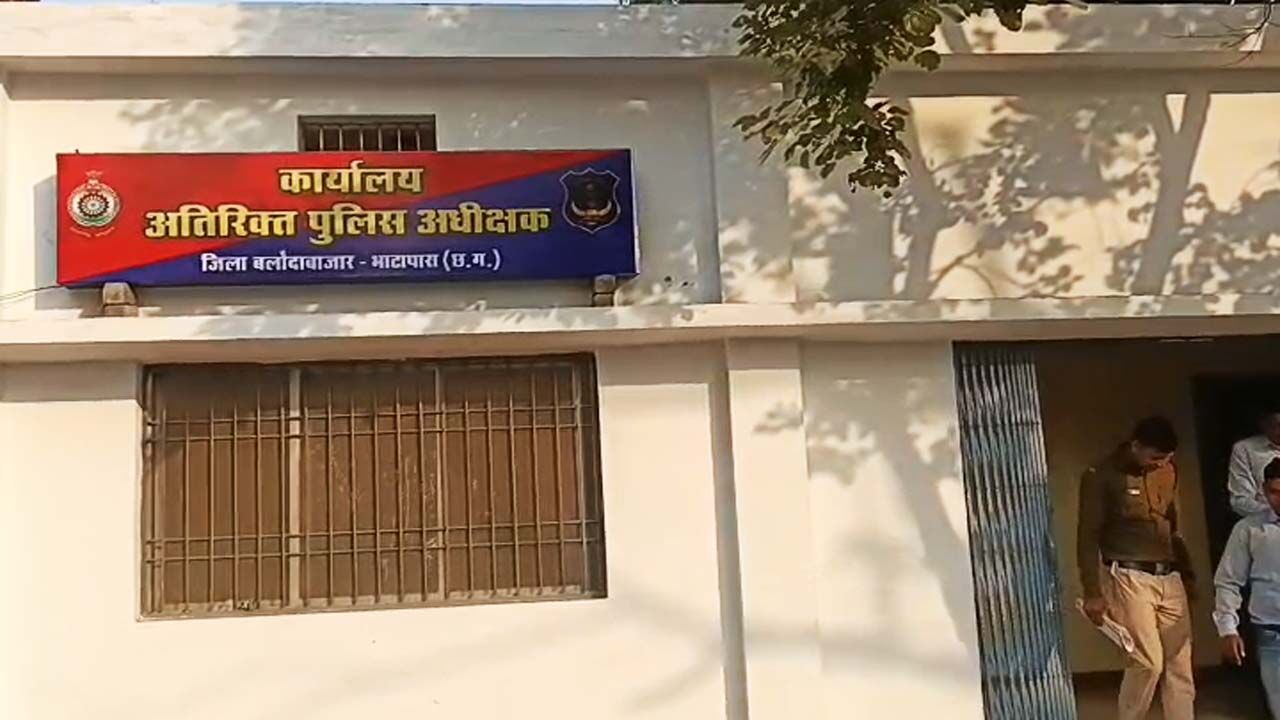 कार्यालय
अतिरिक्त पुलिस अधीक्षक
जिला बलौदाबाजार - भाटापारा (छ.ग.)